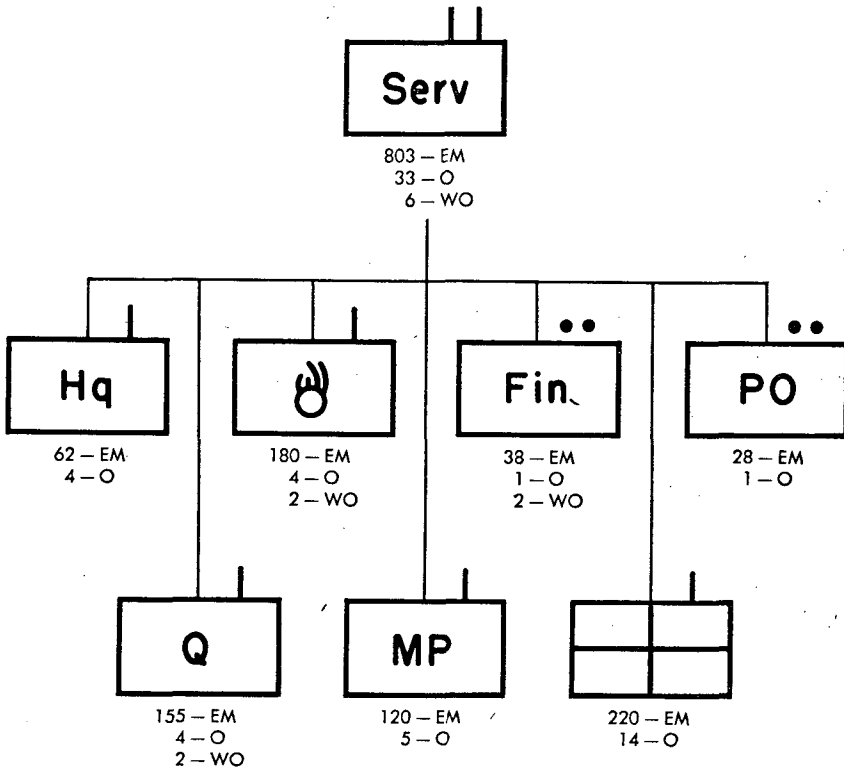 Serv
803 – EM
33 – O
6 – WO
Hq
62 – EM
4 – O
180 – EM
4 – O
2 – WO
Fin
38 – EM
1 – O
2 – WO
PO
28 – EM
1 – O
Q
155 – EM
4 – O
2 – WO
MP
120 – EM
5 – O
220 – EM
14 – O